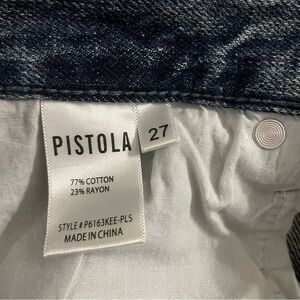 PISTOLA
27
77% COTTON
23% RAYON
STYLE# P6163KEE-PLS
MADE IN CHINA